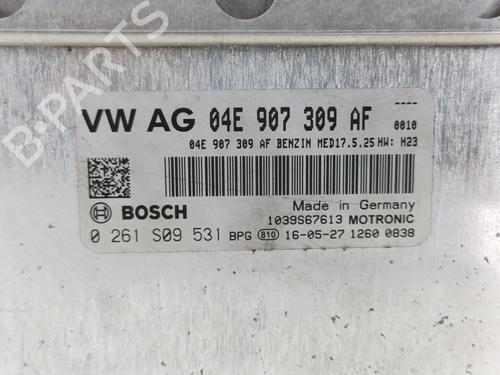 VW AG 04E 907 309 AF ----
0010
04E 907 309 AF BENZIN MED17.5.25 HW: H23
BOSCH
Made in Germany
1039S67613 MOTRONIC
0 261 S09 531 BPG 810 16-05-27 1260 0838
B-PARTS